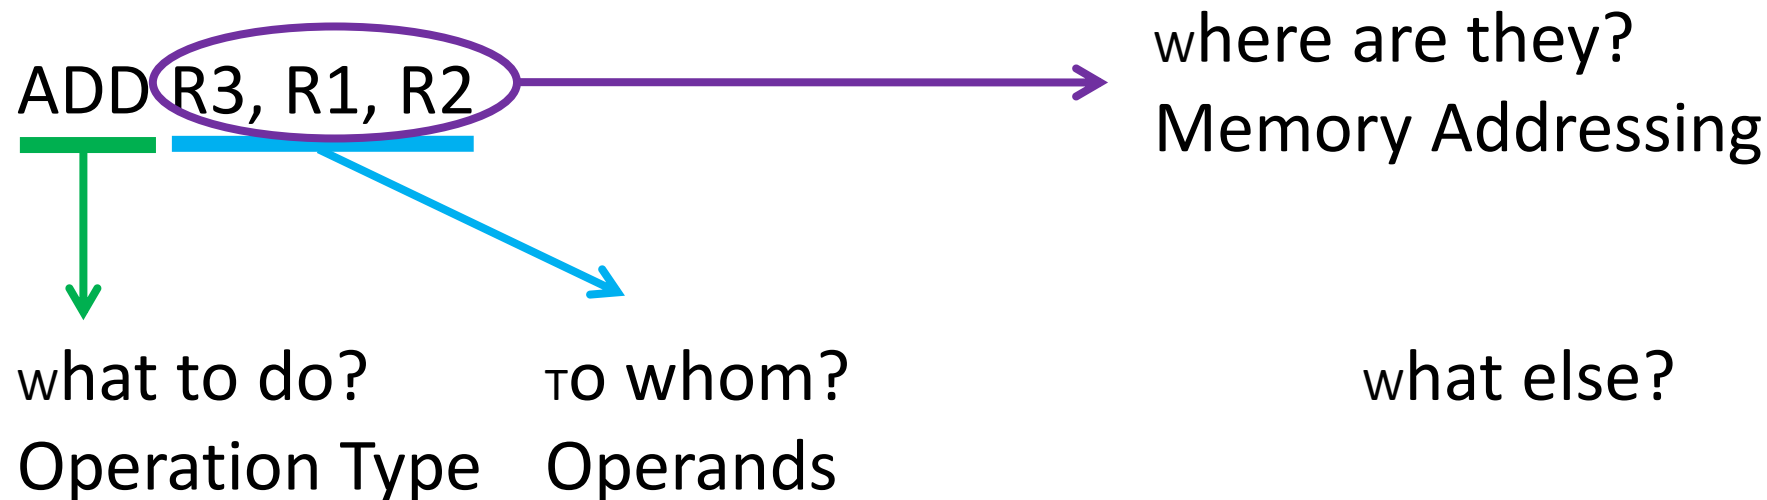 ADD R3, R1, R2
Where are they?
Memory Addressing
What to do?
Operation Type
To whom?
Operands
What else?